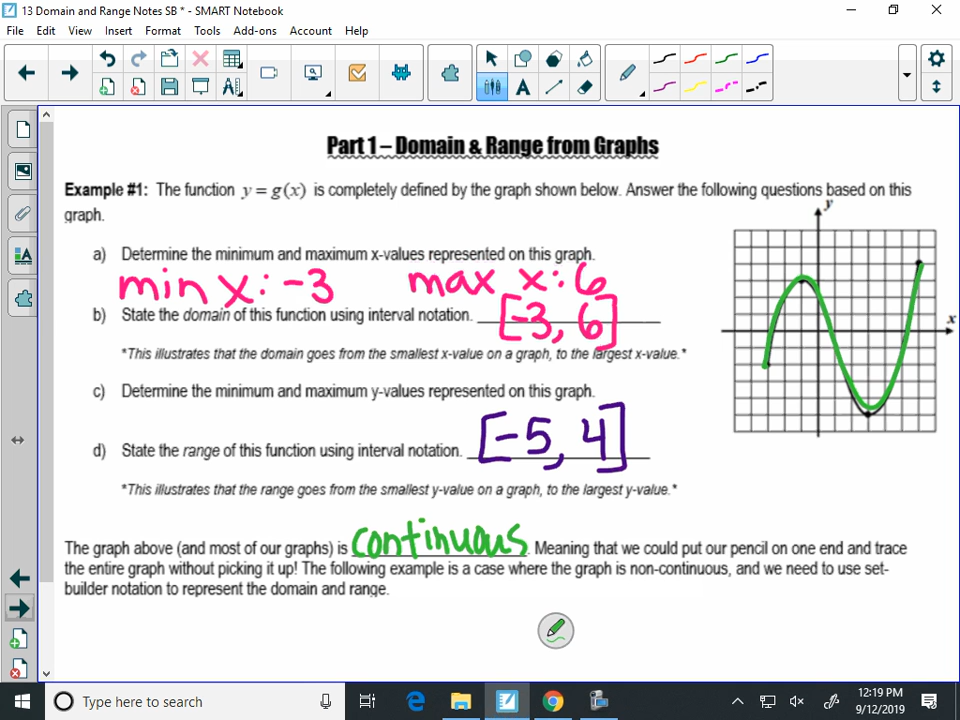 13 Domain and Range Notes SB * - SMART Notebook
File Edit View Insert Format Tools Add-ons Account Help
Part 1 – Domain & Range from Graphs
Example #1: The function y = g(x) is completely defined by the graph shown below. Answer the following questions based on this
graph.
y
a) Determine the minimum and maximum x-values represented on this graph.
min x: -3 max x: 6
b) State the domain of this function using interval notation. [-3, 6]
x
*This illustrates that the domain goes from the smallest x-value on a graph, to the largest x-value.*
c) Determine the minimum and maximum y-values represented on this graph.
d) State the range of this function using interval notation. [-5, 4]
*This illustrates that the range goes from the smallest y-value on a graph, to the largest y-value.*
The graph above (and most of our graphs) is continuous. Meaning that we could put our pencil on one end and trace
the entire graph without picking it up! The following example is a case where the graph is non-continuous, and we need to use set-
builder notation to represent the domain and range.
Type here to search
12:19 PM
9/12/2019